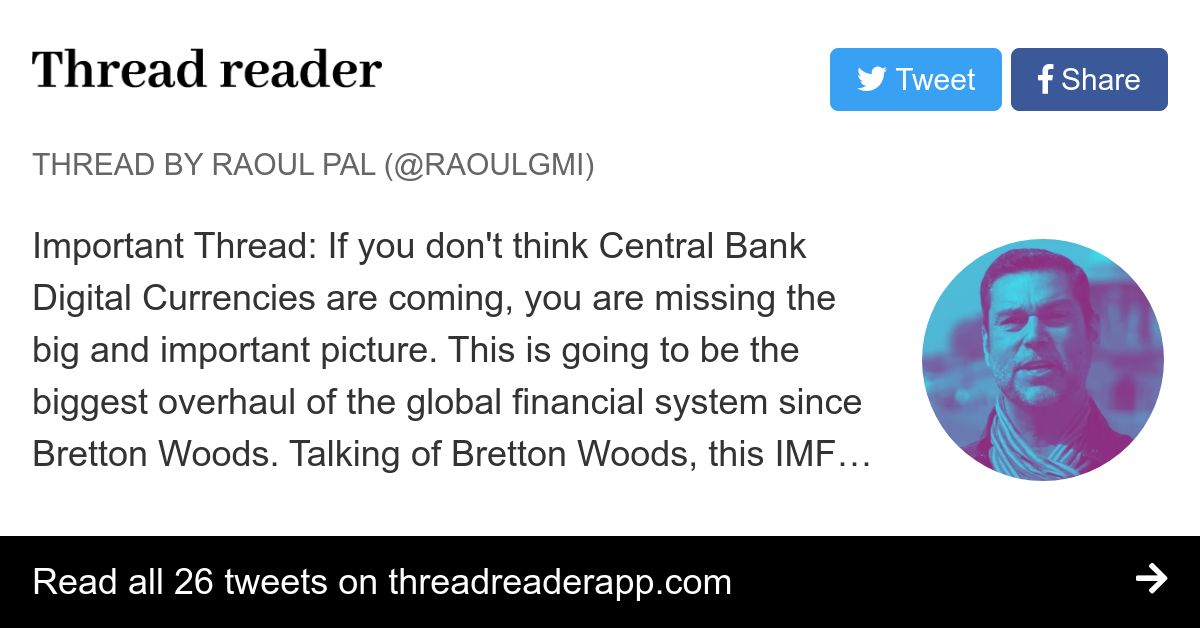 Thread reader
Tweet
Share
THREAD BY RAOUL PAL (@RAOULGMI)
Important Thread: If you don't think Central Bank
Digital Currencies are coming, you are missing the
big and important picture. This is going to be the
biggest overhaul of the global financial system since
Bretton Woods. Talking of Bretton Woods, this IMF…
Read all 26 tweets on threadreaderapp.com